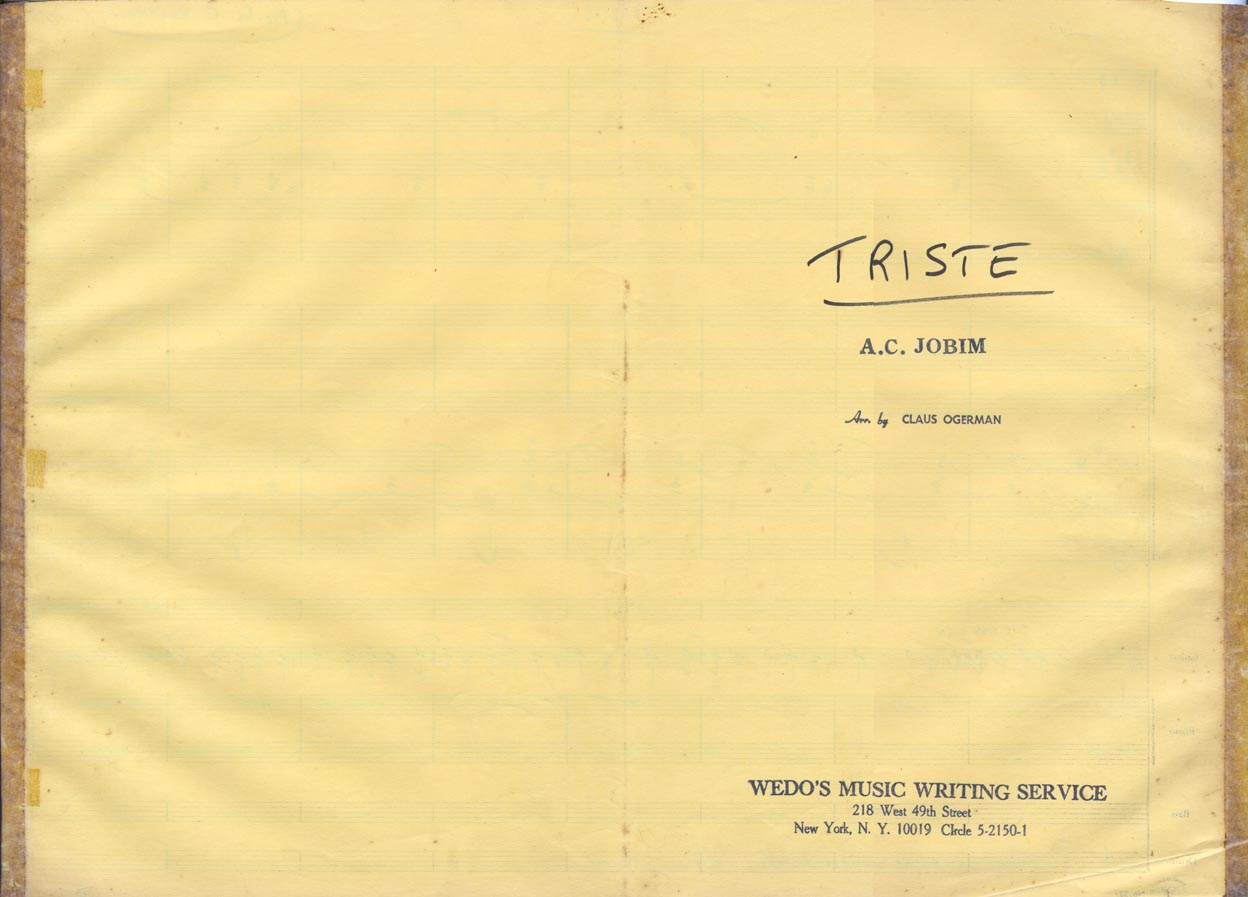 TRISTE
A.C. JOBIM
Arr. by CLAUS OGERMAN
WEDO'S MUSIC WRITING SERVICE
218 West 49th Street
New York, N. Y. 10019 CIrcle 5-2150-1